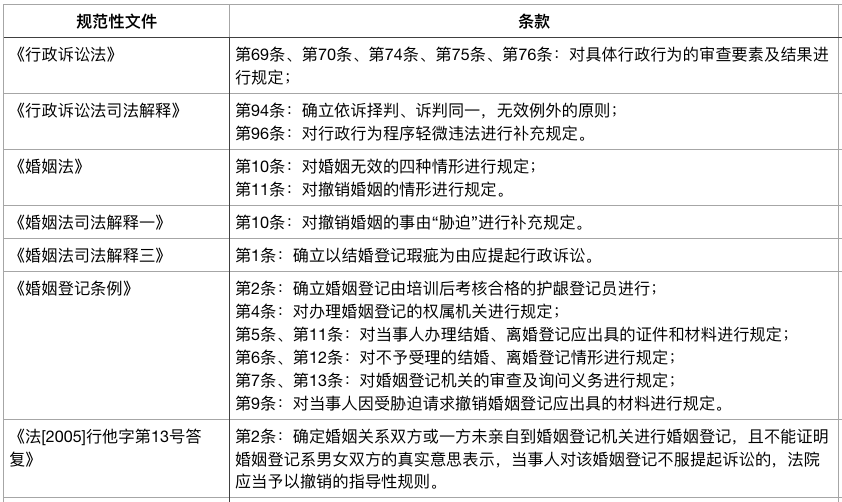 规范性文件
条款
《行政诉讼法》
第69条、第70条、第74条、第75条、第76条：对具体行政行为的审查要素及结果进
行规定；
《行政诉讼法司法解释》
第94条：确立依诉择判、诉判同一，无效例外的原则；
第96条：对行政行为程序轻微违法进行补充规定。
《婚姻法》
第10条：对婚姻无效的四种情形进行规定；
第11条：对撤销婚姻的情形进行规定。
《婚姻法司法解释一》
第10条：对撤销婚姻的事由“胁迫”进行补充规定。
《婚姻法司法解释三》
第1条：确立以结婚登记瑕疵为由应提起行政诉讼。
《婚姻登记条例》
第2条：确立婚姻登记由培训后考核合格的护龈登记员进行；
第4条：对办理婚姻登记的权属机关进行规定；
第5条、第11条：对当事人办理结婚、离婚登记应出具的证件和材料进行规定；
第6条、第12条：对不予受理的结婚、离婚登记情形进行规定；
第7条、第13条：对婚姻登记机关的审查及询问义务进行规定；
第9条：对当事人因受胁迫请求撤销婚姻登记应出具的材料进行规定。
《法[2005]行他字第13号答
复》
第2条：确定婚姻关系双方或一方未亲自到婚姻登记机关进行婚姻登记，且不能证明
婚姻登记系男女双方的真实意思表示，当事人对该婚姻登记不服提起诉讼的，法院
应当予以撤销的指导性规则。